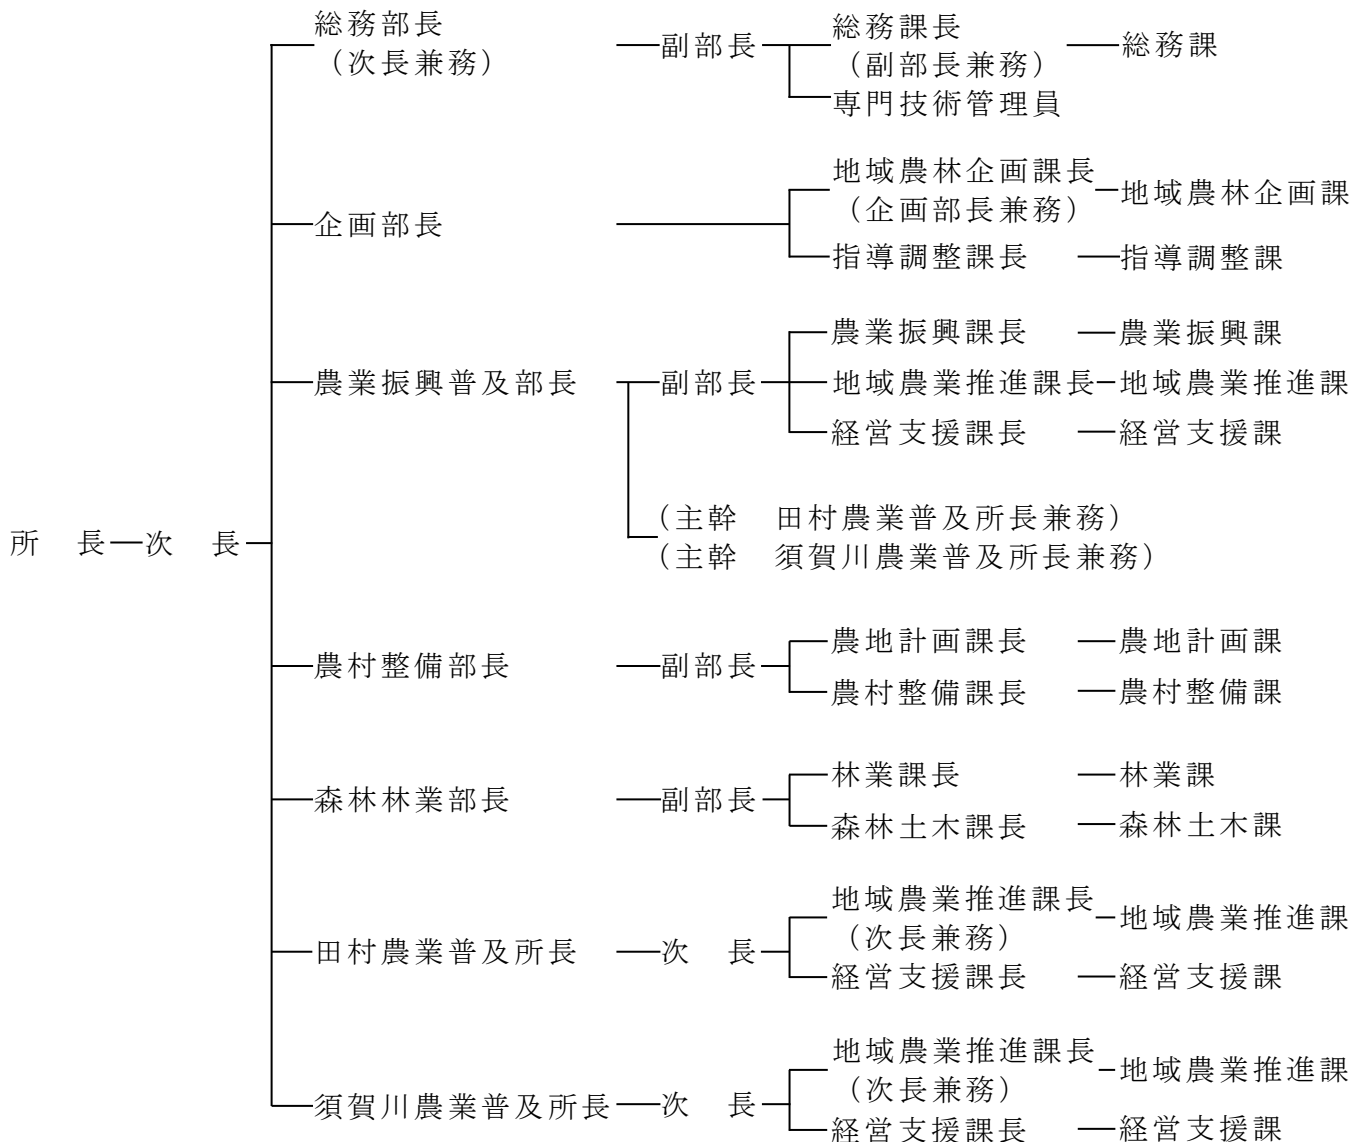 総務部長 副部長 総務課長 総務課
（次長兼務） （副部長兼務）
専門技術管理員
地域農林企画課長 地域農林企画課
企画部長 （企画部長兼務）
指導調整課長 指導調整課
農業振興課長 農業振興課
農業振興普及部長 副部長 地域農業推進課長 地域農業推進課
経営支援課長 経営支援課
（主幹　田村農業普及所長兼務）
所　長 次　長 （主幹　須賀川農業普及所長兼務）
農地計画課長 農地計画課
農村整備部長 副部長
農村整備課長 農村整備課
林業課長 林業課
森林林業部長 副部長
森林土木課長 森林土木課
地域農業推進課長 地域農業推進課
（次長兼務）
田村農業普及所長 次　長
経営支援課長 経営支援課
地域農業推進課長 地域農業推進課
（次長兼務）
須賀川農業普及所長 次　長
経営支援課長 経営支援課